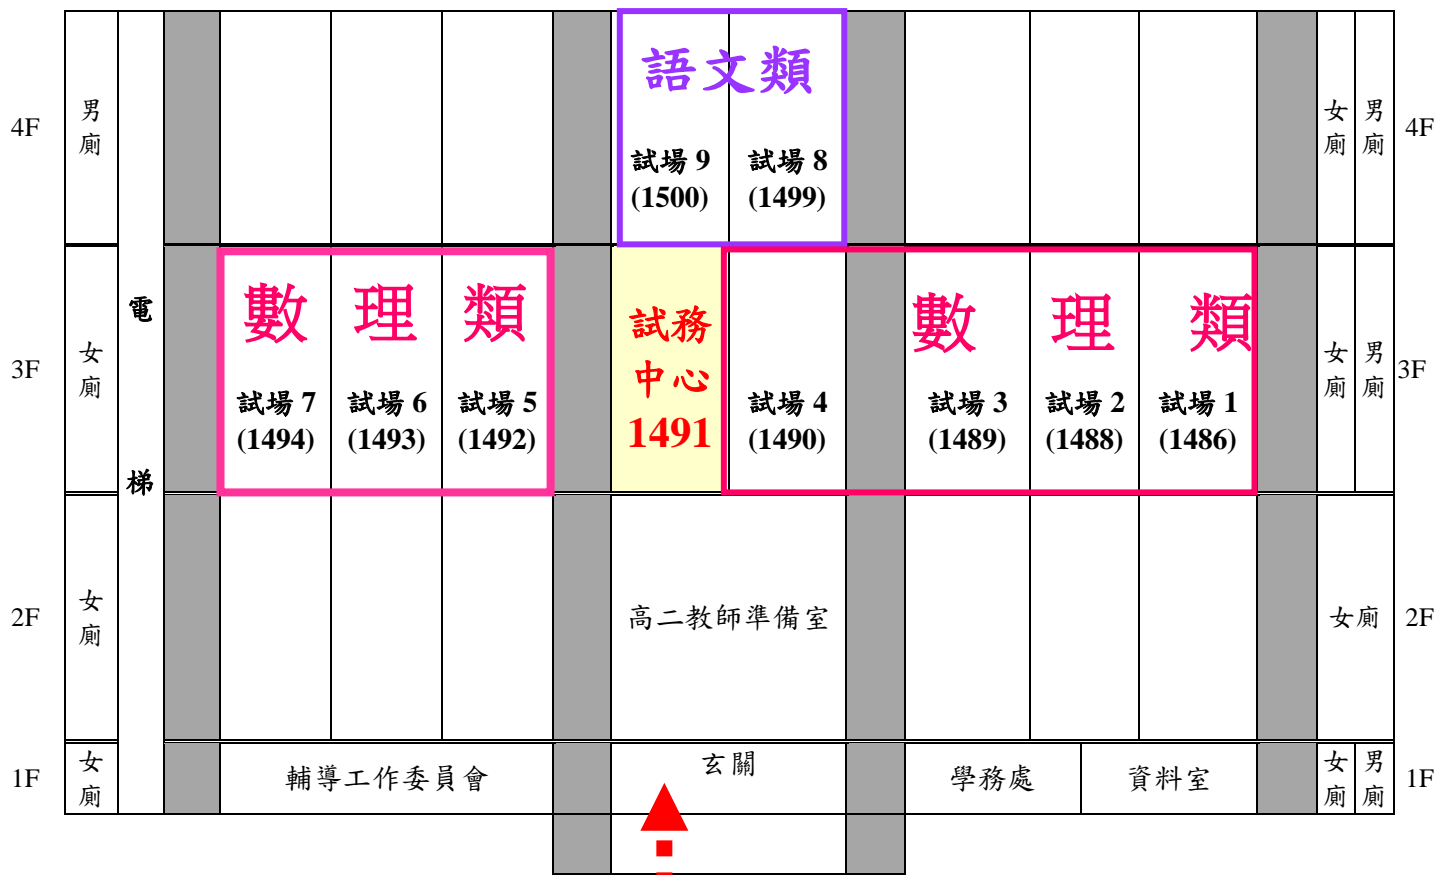 語文類
4F
男廁
試場 9
(1500)
試場 8
(1499)
女廁
男廁
4F
電梯
數理類
試務
中心
1491
數理類
3F
女廁
試場 7
(1494)
試場 6
(1493)
試場 5
(1492)
試場 4
(1490)
試場 3
(1489)
試場 2
(1488)
試場 1
(1486)
女廁
男廁
3F
2F
女廁
高二教師準備室
女廁
2F
1F
女廁
輔導工作委員會
玄關
學務處
資料室
女廁
男廁
1F